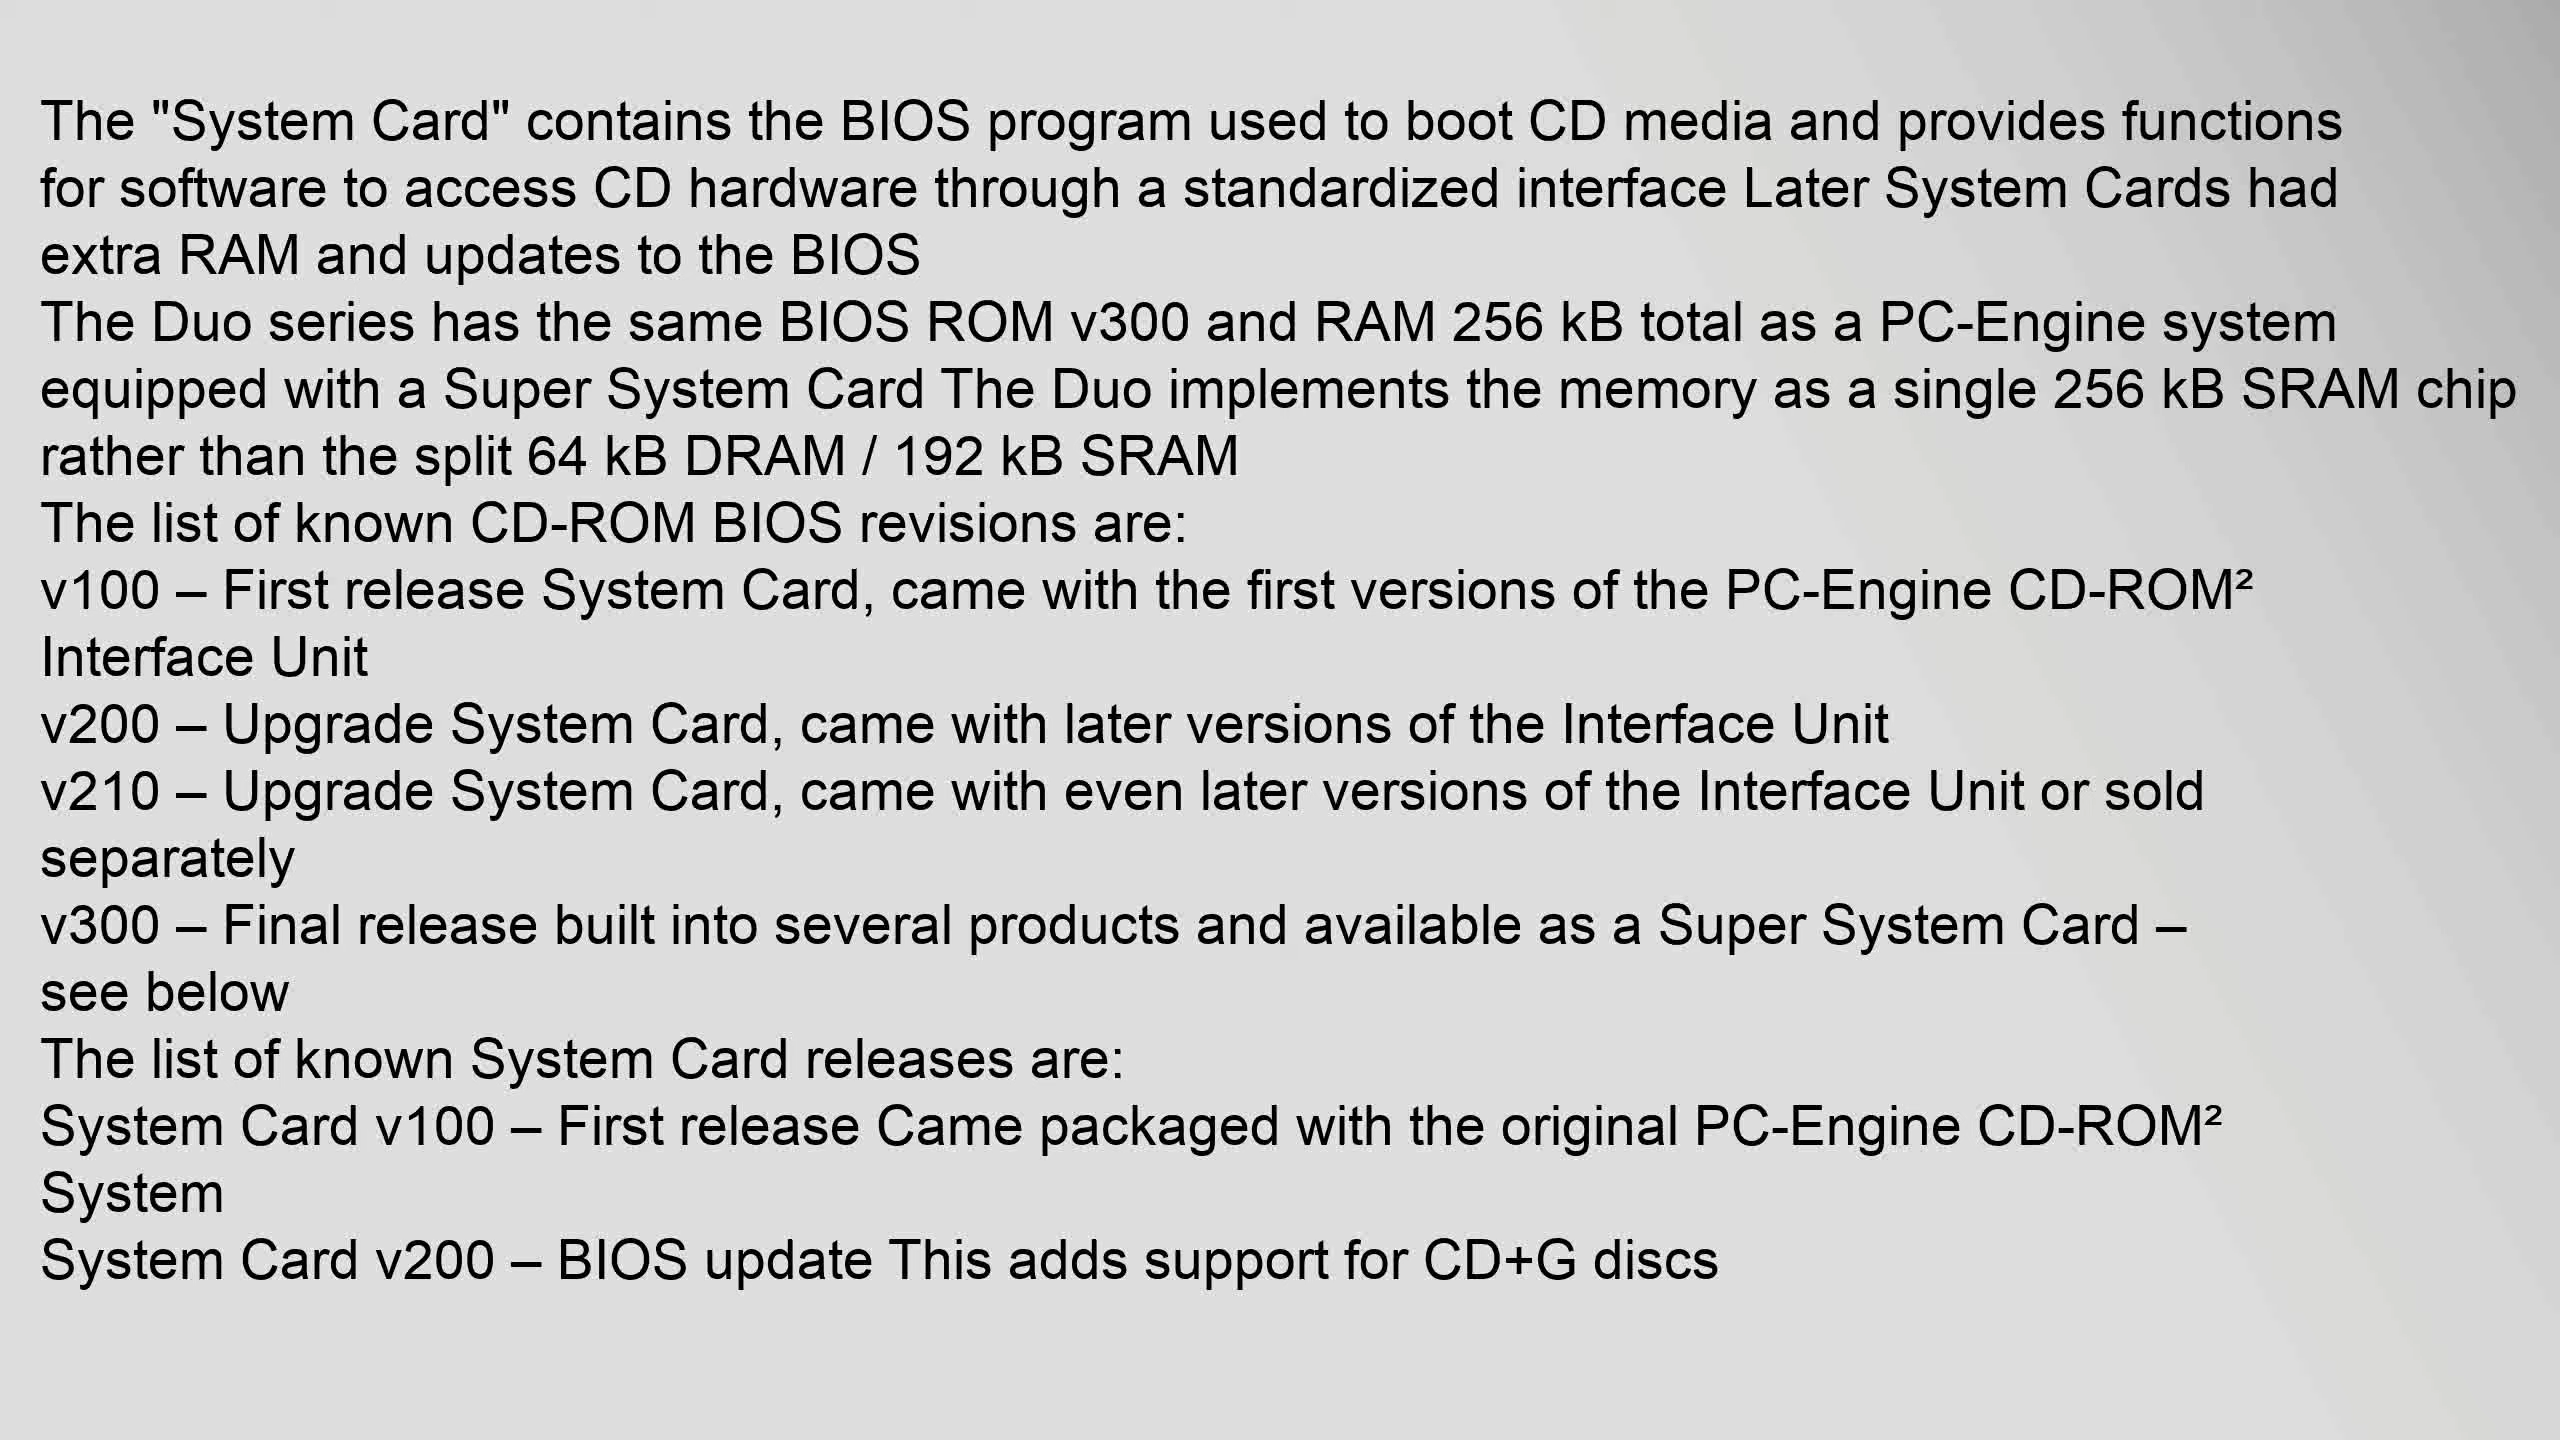 The "System Card" contains the BIOS program used to boot CD media and provides functions
for software to access CD hardware through a standardized interface Later System Cards had
extra RAM and updates to the BIOS
The Duo series has the same BIOS ROM v300 and RAM 256 kB total as a PC-Engine system
equipped with a Super System Card The Duo implements the memory as a single 256 kB SRAM chip
rather than the split 64 kB DRAM / 192 kB SRAM
The list of known CD-ROM BIOS revisions are:
v100 – First release System Card, came with the first versions of the PC-Engine CD-ROM²
Interface Unit
v200 – Upgrade System Card, came with later versions of the Interface Unit
v210 – Upgrade System Card, came with even later versions of the Interface Unit or sold
separately
v300 – Final release built into several products and available as a Super System Card –
see below
The list of known System Card releases are:
System Card v100 – First release Came packaged with the original PC-Engine CD-ROM²
System
System Card v200 – BIOS update This adds support for CD+G discs